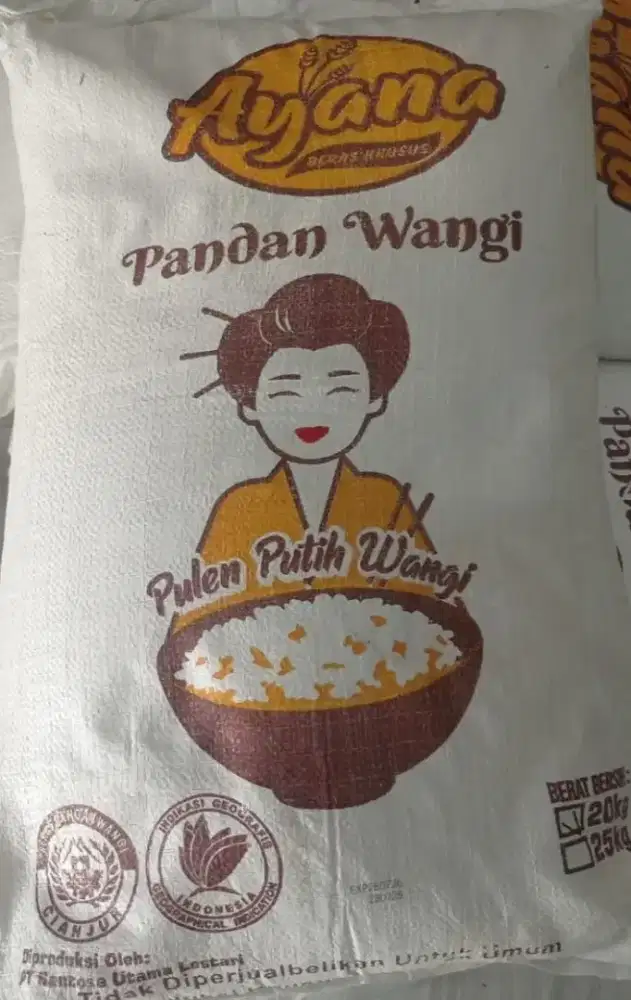 Ayana
BERAS KHUSUS
Pandan Wangi
Pulen Putih Wangi
BERAT BERSIH:
20kg
25kg
CIANJUR
INDIKASI GEOGRAFIS
INDONESIA
GEOGRAPHICAL INDICATION
Diproduksi Oleh:
PT Santosa Utama Lestari
Tidak Diperjualbelikan Untuk Umum